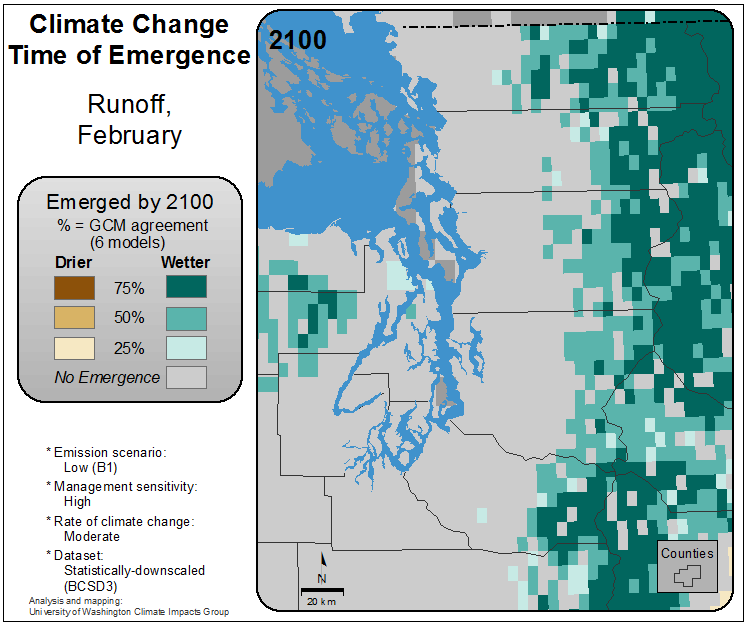 Climate Change
Time of Emergence
Runoff,
February
Emerged by 2100
% = GCM agreement
(6 models)
Drier Wetter
75%
50%
25%
No Emergence
* Emission scenario:
Low (B1)
* Management sensitivity:
High
* Rate of climate change:
Moderate
* Dataset:
Statistically-downscaled
(BCSD3)
Analysis and mapping:
University of Washington Climate Impacts Group
2100
N
20 km
Counties